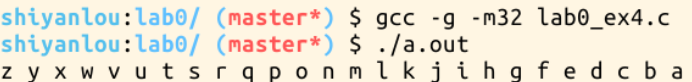 shiyanlou:lab0/ (master*) $ gcc -g -m32 lab0_ex4.c
shiyanlou:lab0/ (master*) $ ./a.out
z y x w v u t s r q p o n m l k j i h g f e d c b a